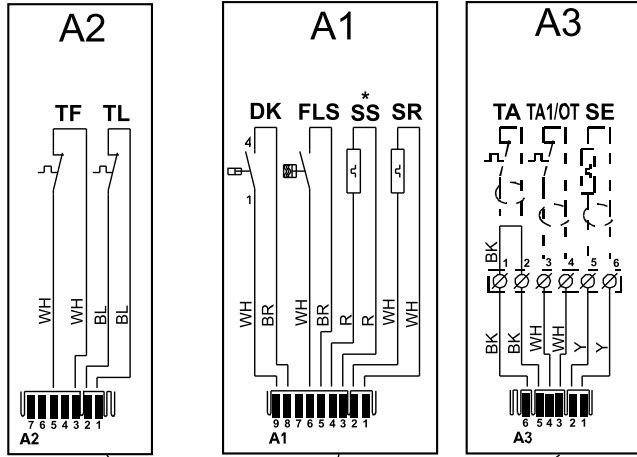 A2
TF TL
WH
WH
BL
BL
7 6 5 4 3 2 1
A2
A1
*
DK FLS SS SR
4
1
WH
BR
WH
BR
R
R
WH
WH
9 8 7 6 5 4 3 2 1
A1
A3
TA TA1/OT SE
BK
1 2 3 4 5 6
BK
BK
WH
WH
Y
Y
6 5 4 3 2 1
A3